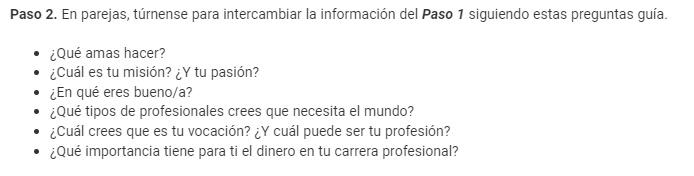 Paso 2. En parejas, túrnense para intercambiar la información del Paso 1 siguiendo estas preguntas guía.
• ¿Qué amas hacer?
• ¿Cuál es tu misión? ¿Y tu pasión?
• ¿En qué eres bueno/a?
• ¿Qué tipos de profesionales crees que necesita el mundo?
• ¿Cuál crees que es tu vocación? ¿Y cuál puede ser tu profesión?
• ¿Qué importancia tiene para ti el dinero en tu carrera profesional?